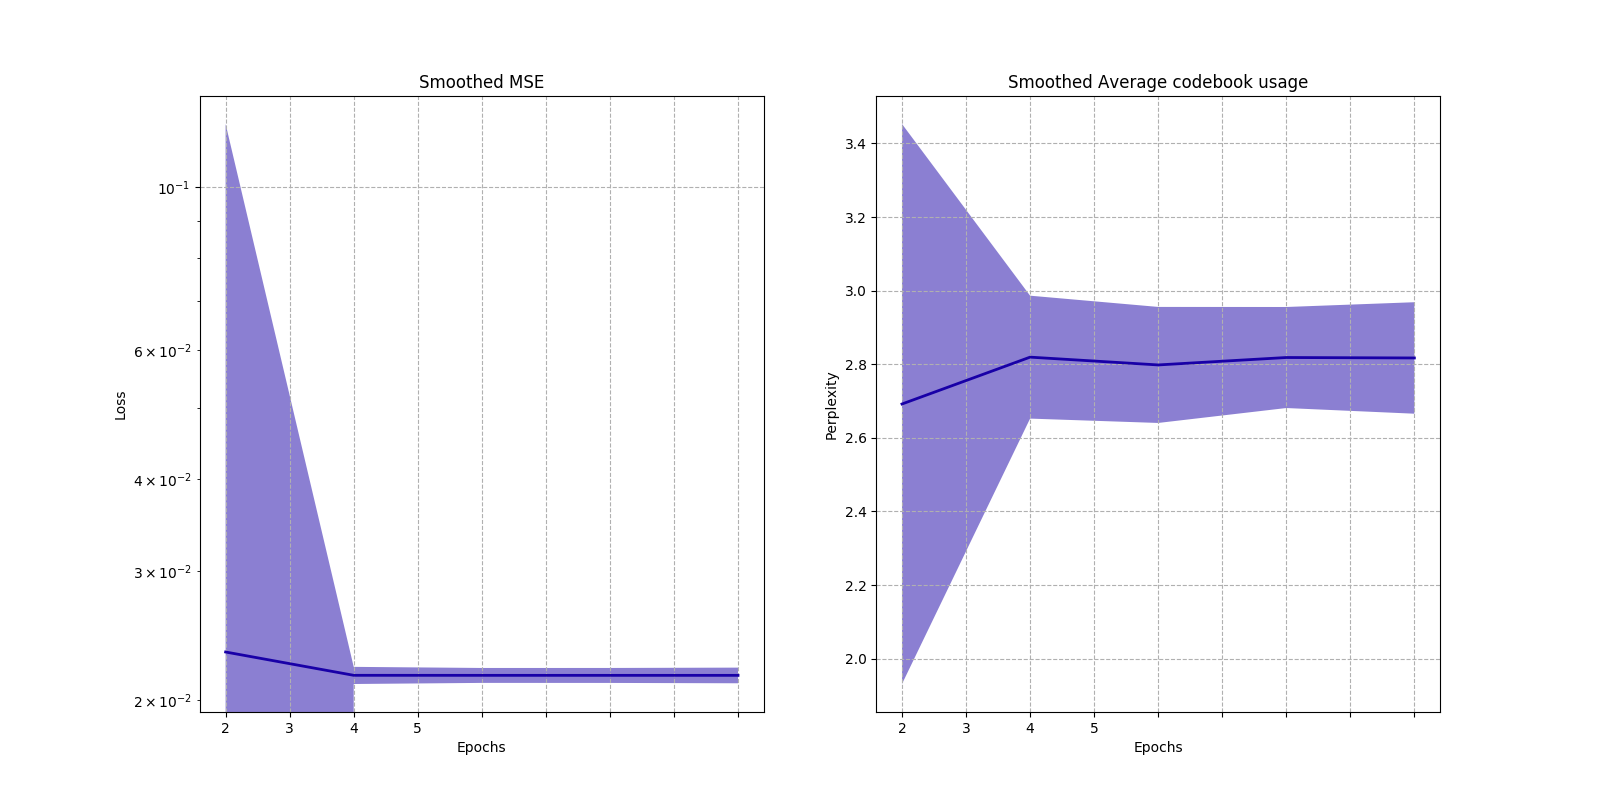 Smoothed MSE
10⁻¹
6 × 10⁻²
4 × 10⁻²
3 × 10⁻²
2 × 10⁻²
Loss
2 3 4 5
Epochs
Smoothed Average codebook usage
3.4
3.2
3.0
2.8
2.6
2.4
2.2
2.0
Perplexity
2 3 4 5
Epochs